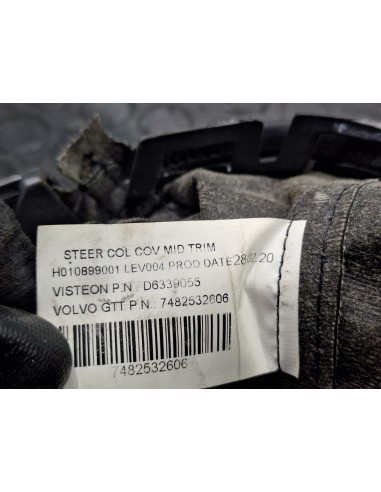 STEER COL COV MID TRIM
H010899001 LEV004 PROD DATE28.02.20
VISTEON P.N. D6339055
VOLVO GTT P.N. 7482532606
7482532606